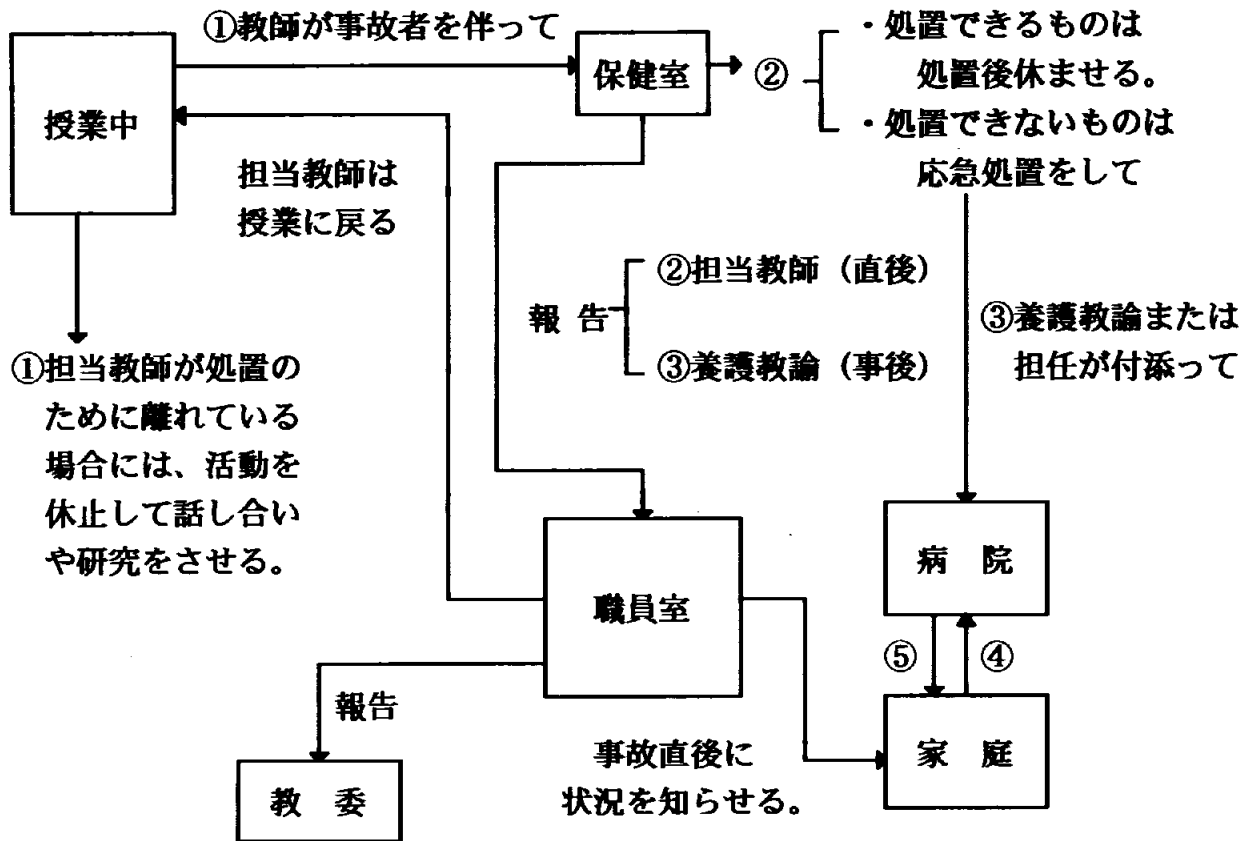 ①教師が事故者を伴って
授業中
保健室
②
・処置できるものは
処置後休ませる。
・処置できないものは
応急処置をして
担当教師は
授業に戻る
報 告
②担当教師（直後）
③養護教論（事後）
③養護教論または
担任が付添って
①担当教師が処置の
ために離れている
場合には、活動を
休止して話し合い
や研究をさせる。
職員室
病 院
⑤
④
家 庭
報告
教 委
事故直後に
状況を知らせる。